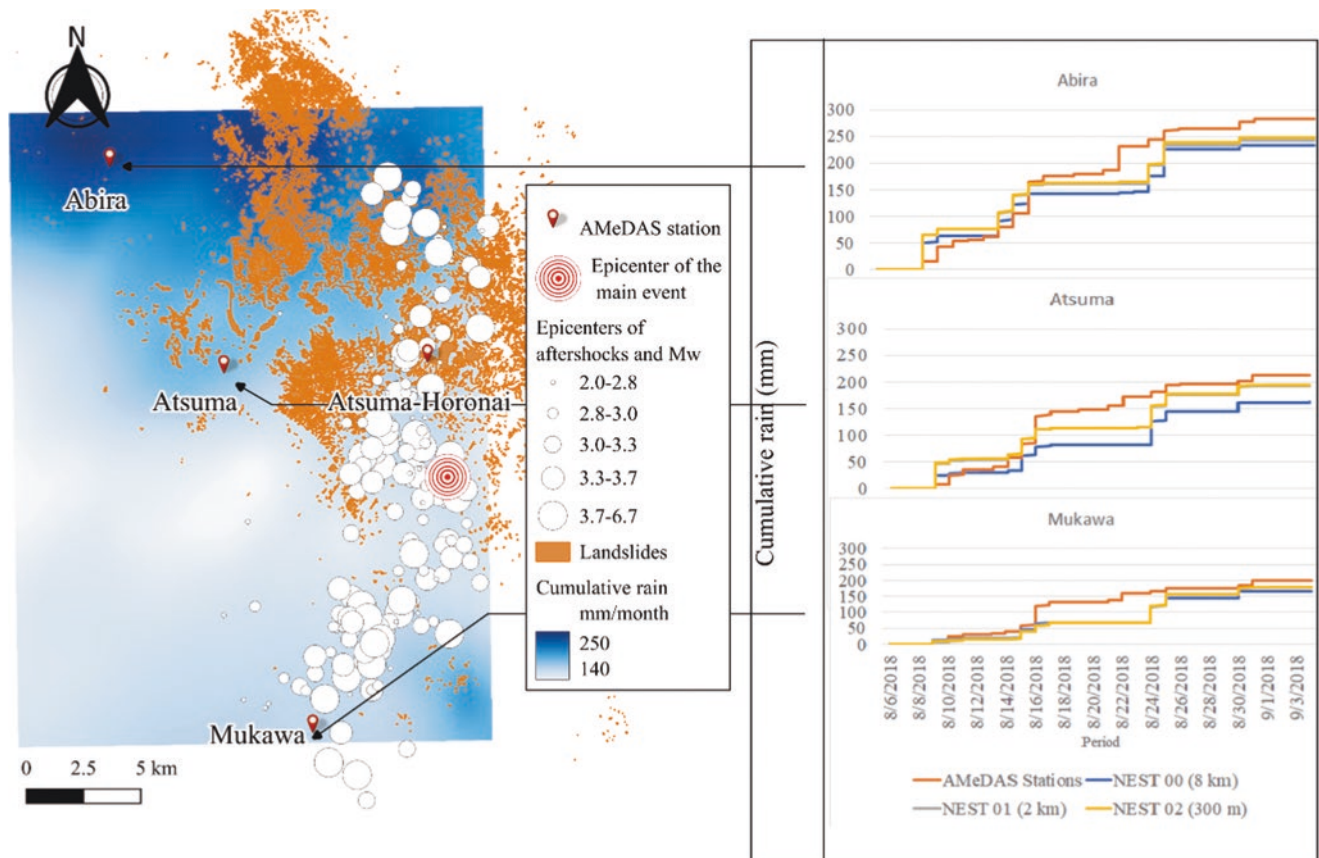 N
Abira
Atsuma
Atsuma-Horonai
Mukawa
0 2.5 5 km
AMeDAS station
Epicenter of the
main event
Epicenters of
aftershocks and Mw
2.0-2.8
2.8-3.0
3.0-3.3
3.3-3.7
3.7-6.7
Landslides
Cumulative rain
mm/month
250
140
Cumulative rain (mm)
Abira
300
250
200
150
100
50
0
Atsuma
300
250
200
150
100
50
0
Mukawa
300
250
200
150
100
50
0
8/6/2018
8/8/2018
8/10/2018
8/12/2018
8/14/2018
8/16/2018
8/18/2018
8/20/2018
8/22/2018
8/24/2018
8/26/2018
8/28/2018
8/30/2018
9/1/2018
9/3/2018
Period
AMeDAS Stations NEST 00 (8 km)
NEST 01 (2 km) NEST 02 (300 m)